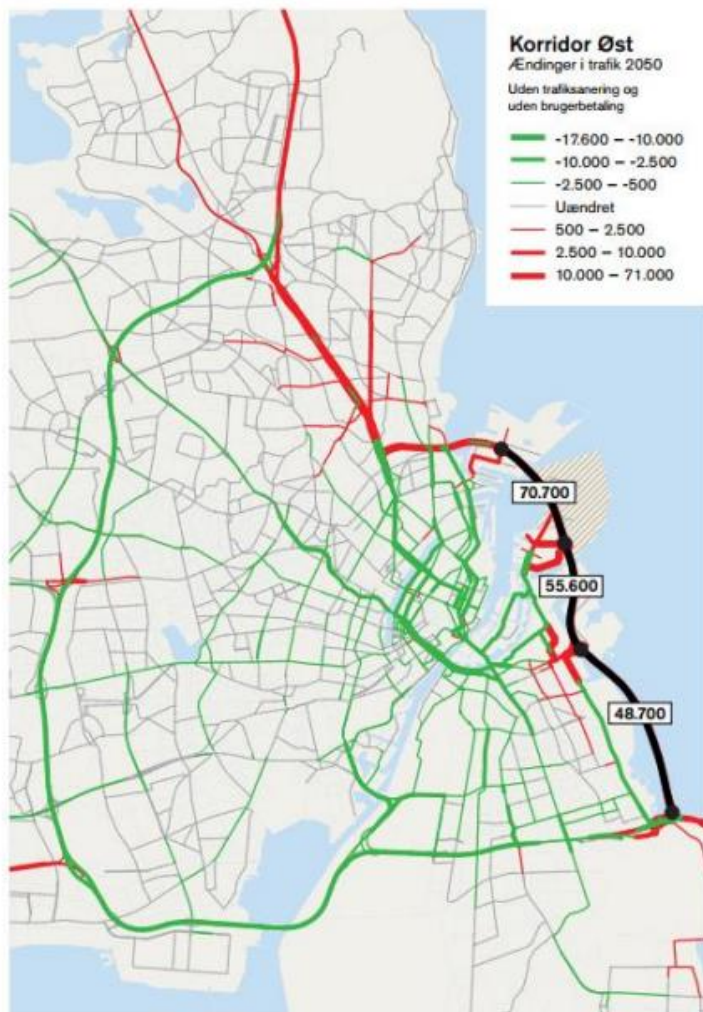 Korridor Øst
Ændinger i trafik 2050
Uden trafiksanering og
uden brugerbetaling
-17.600 – -10.000
-10.000 – -2.500
-2.500 – -500
Uændret
500 – 2.500
2.500 – 10.000
10.000 – 71.000
70.700
55.600
48.700